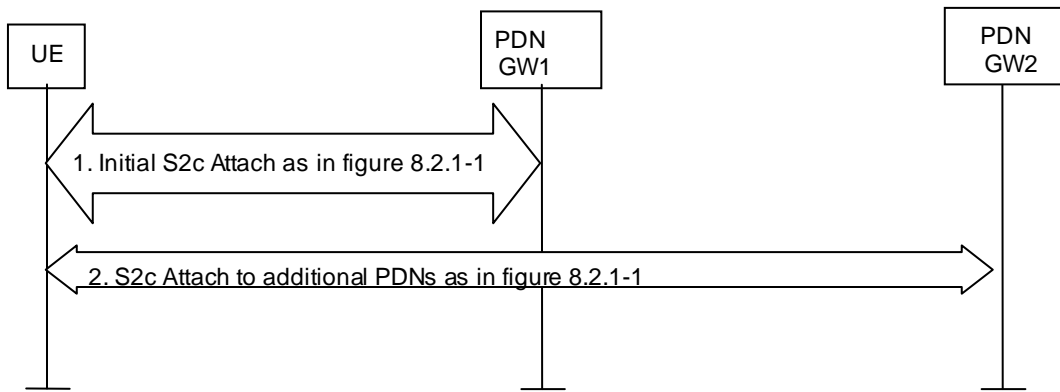 UE
PDN
GW1
PDN
GW2
1. Initial S2c Attach as in figure 8.2.1-1
2. S2c Attach to additional PDNs as in figure 8.2.1-1